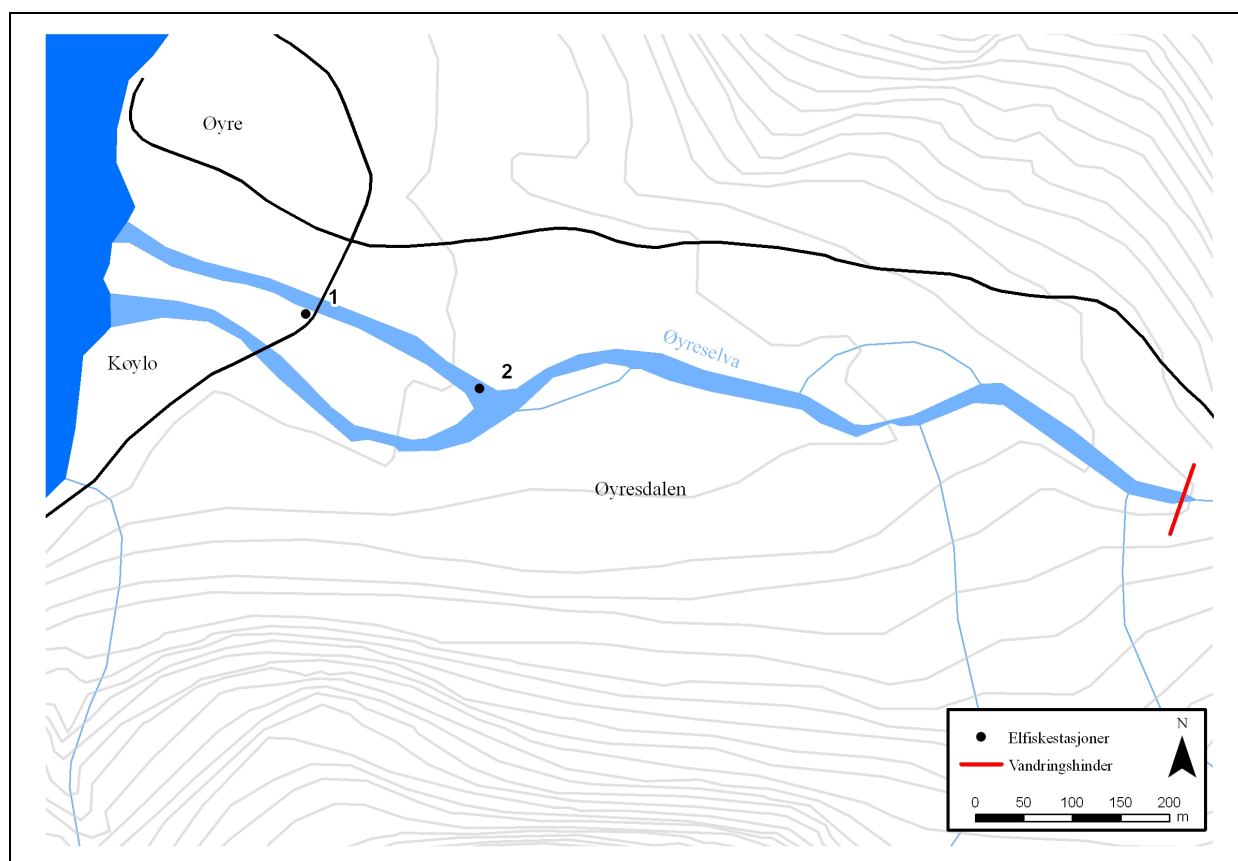 Øyre
1
Køylo
2
Øyreselva
Øyresdalen
N
Elfiskestasjoner
Vandringshinder
0 50 100 150 200
m